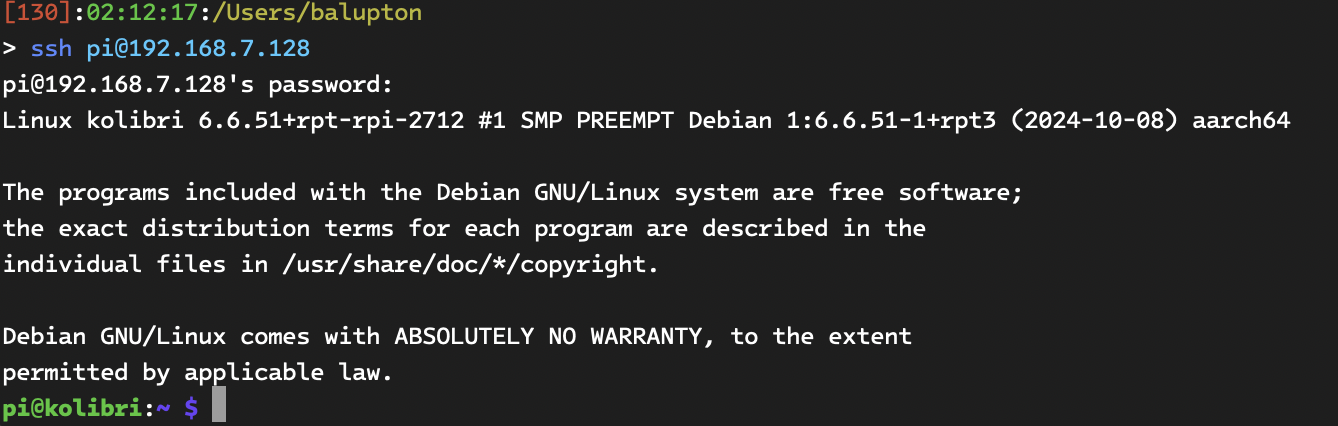 [130]:02:12:17:/Users/balupton
> ssh pi@192.168.7.128
pi@192.168.7.128's password:
Linux kolibri 6.6.51+rpt-rpi-2712 #1 SMP PREEMPT Debian 1:6.6.51-1+rpt3 (2024-10-08) aarch64
The programs included with the Debian GNU/Linux system are free software;
the exact distribution terms for each program are described in the
individual files in /usr/share/doc/*/copyright.
Debian GNU/Linux comes with ABSOLUTELY NO WARRANTY, to the extent
permitted by applicable law.
pi@kolibri:~ $